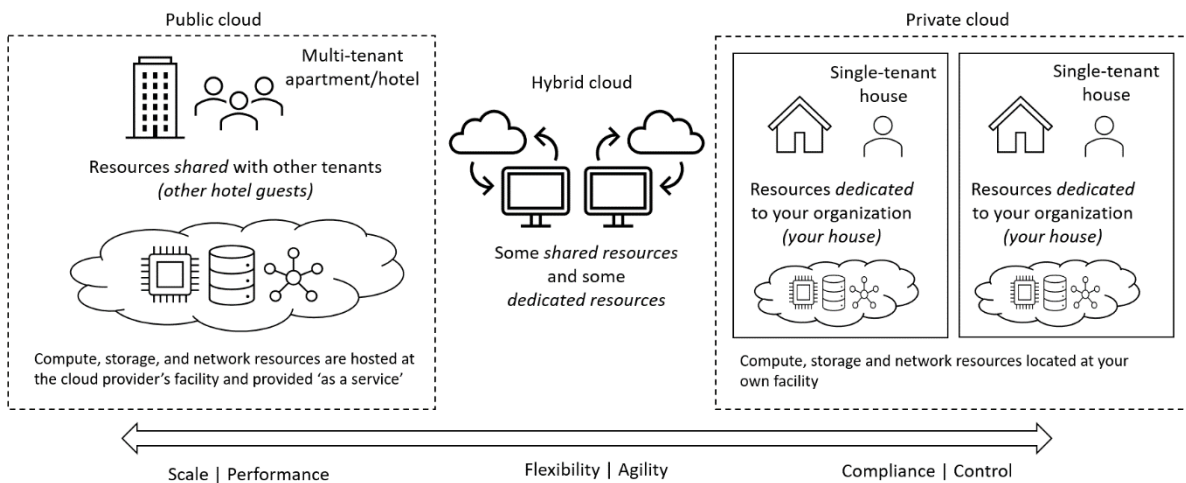 Public cloud
Multi-tenant
apartment/hotel
Resources shared with other tenants
(other hotel guests)
Compute, storage, and network resources are hosted at
the cloud provider's facility and provided 'as a service'
Hybrid cloud
Some shared resources
and some
dedicated resources
Private cloud
Single-tenant
house
Resources dedicated
to your organization
(your house)
Single-tenant
house
Resources dedicated
to your organization
(your house)
Compute, storage and network resources located at your
own facility
Scale | Performance
Flexibility | Agility
Compliance | Control